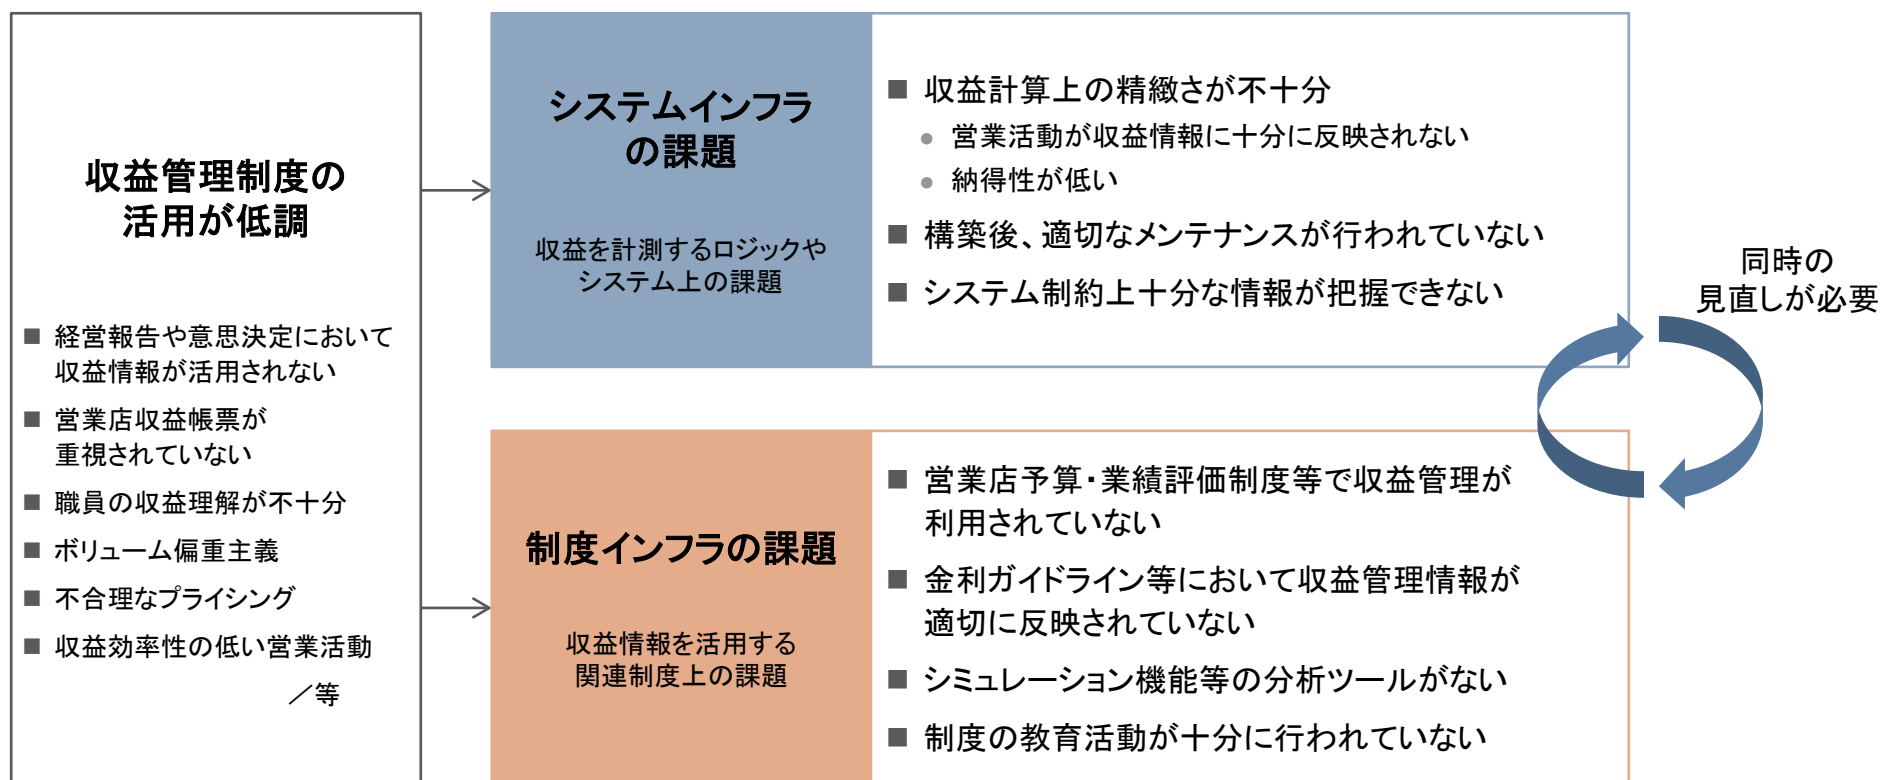 収益管理制度の
活用が低調
■ 経営報告や意思決定において
収益情報が活用されない
■ 営業店収益帳票が
重視されていない
■ 職員の収益理解が不十分
■ ボリューム偏重主義
■ 不合理なプライシング
■ 収益効率性の低い営業活動
／等
システムインフラ
の課題
収益を計測するロジックや
システム上の課題
■ 収益計算上の精緻さが不十分
● 営業活動が収益情報に十分に反映されない
● 納得性が低い
■ 構築後、適切なメンテナンスが行われていない
■ システム制約上十分な情報が把握できない
制度インフラの課題
収益情報を活用する
関連制度上の課題
■ 営業店予算・業績評価制度等で収益管理が
利用されていない
■ 金利ガイドライン等において収益管理情報が
適切に反映されていない
■ シミュレーション機能等の分析ツールがない
■ 制度の教育活動が十分に行われていない
同時の
見直しが必要